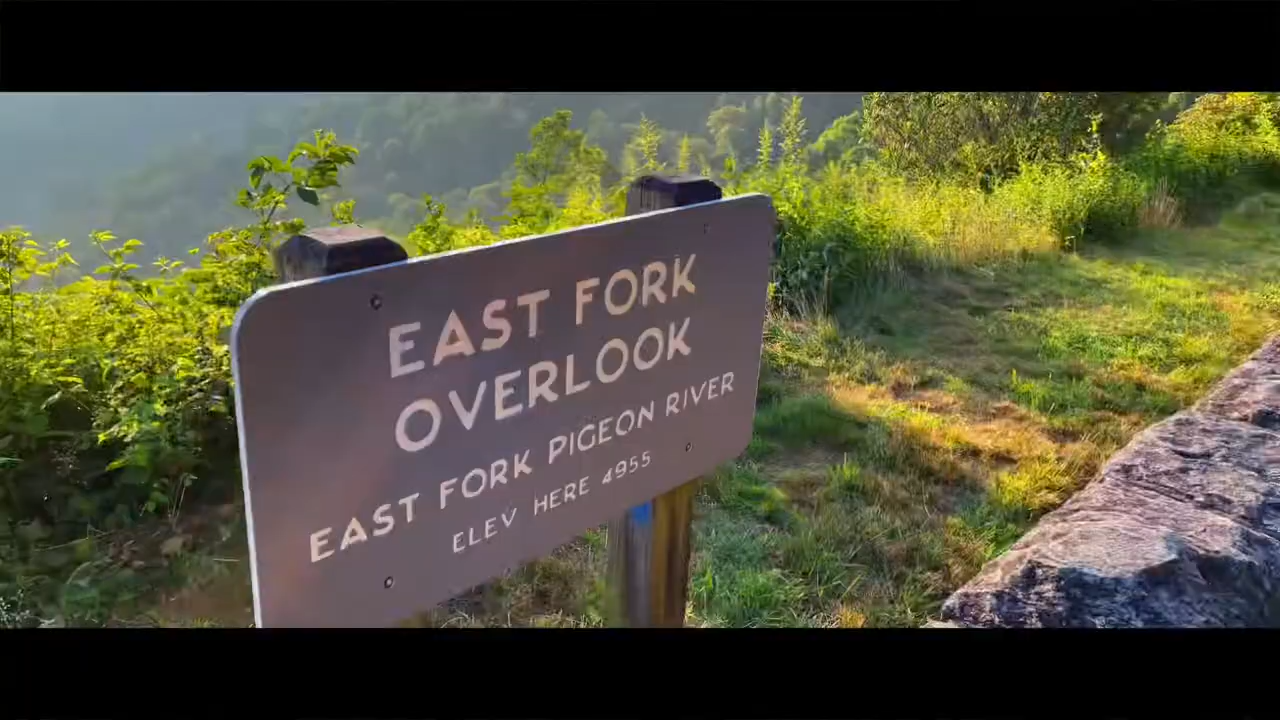 EAST FORK
OVERLOOK
EAST FORK PIGEON RIVER
ELEV HERE 4955